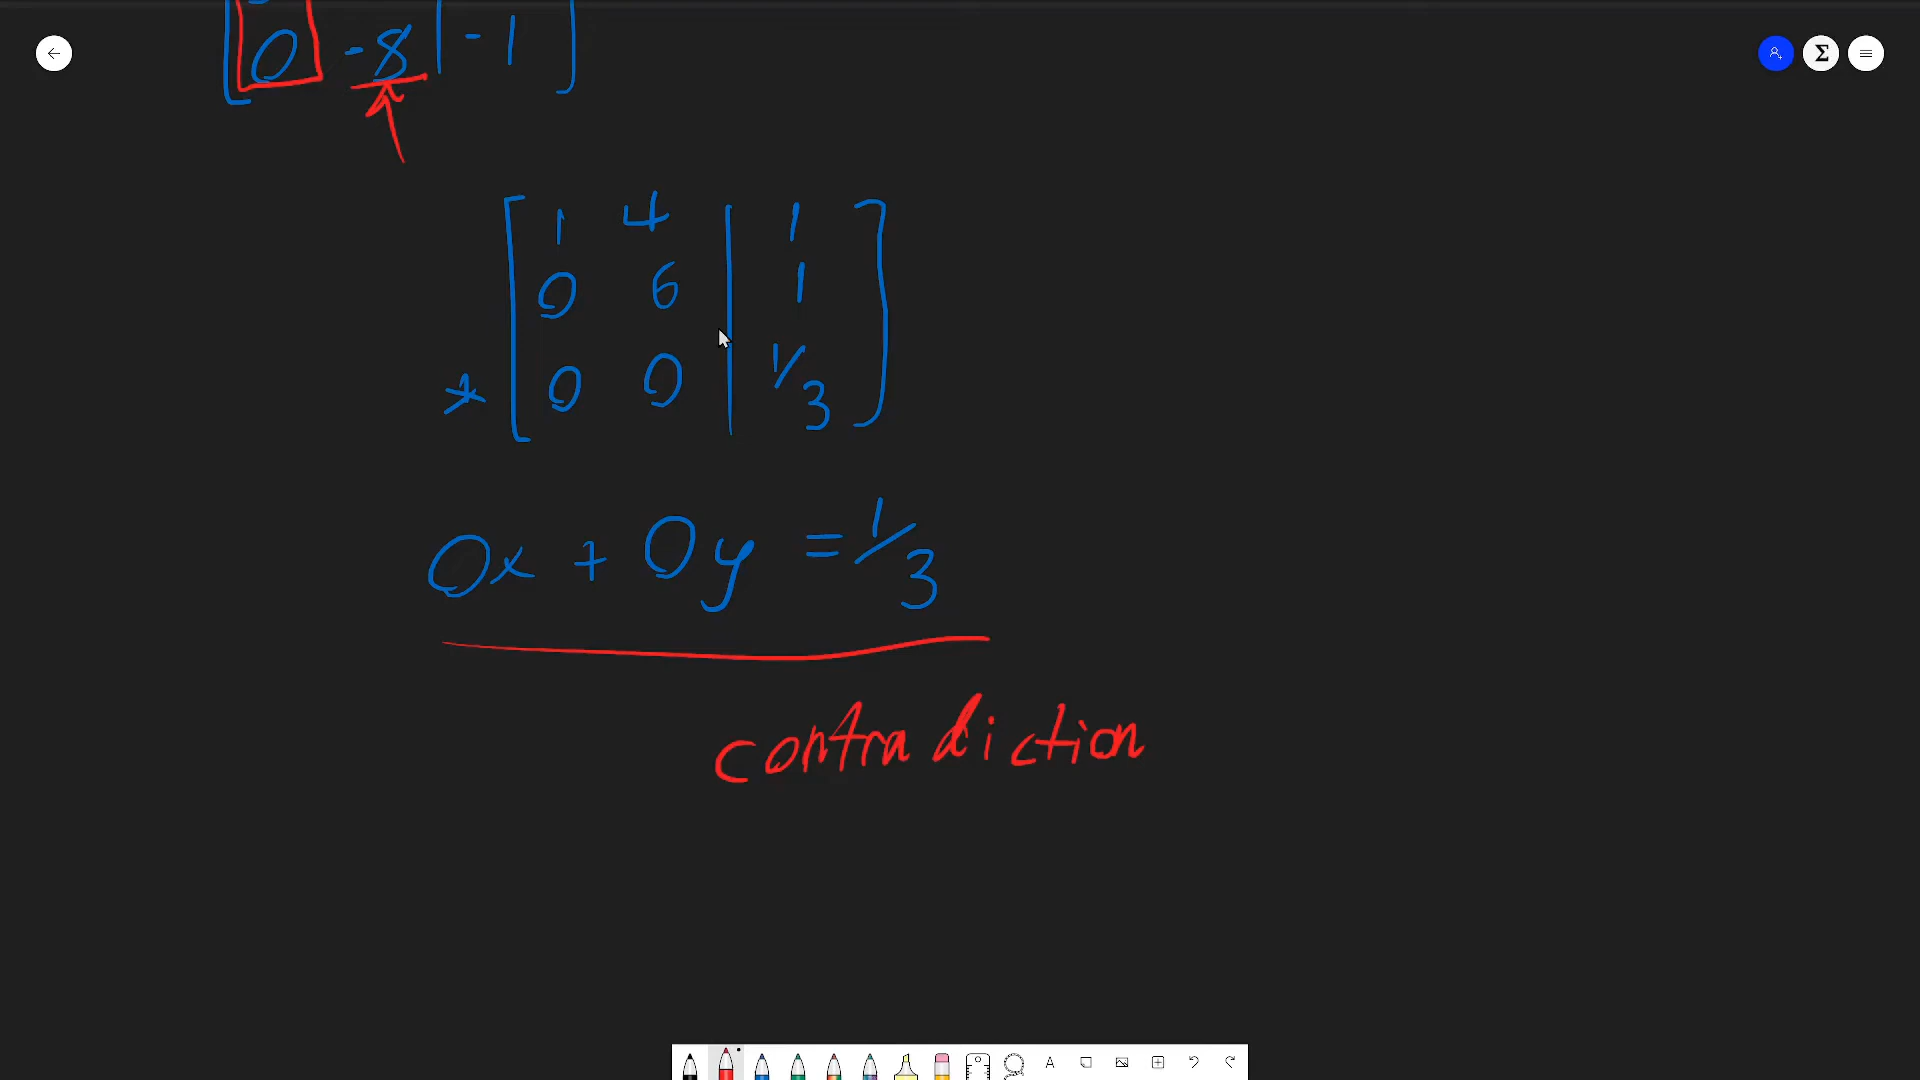 0 -8 | -1
1 4 | 1
0 6 | 1
* 0 0 | 1/3
0x + 0y = 1/3
contradiction